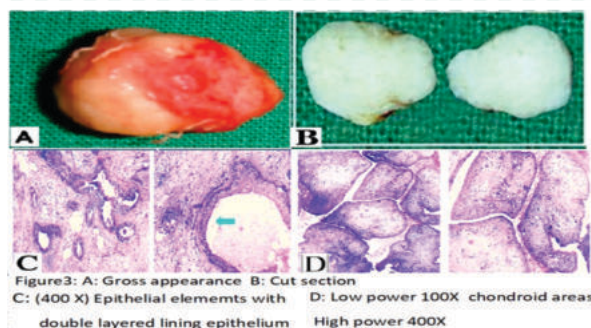 A
B
C
D
Figure3: A: Gross appearance B: Cut section
C: (400 X) Epithelial elememts with
double layered lining epithelium
D: Low power 100X chondroid areas
High power 400X